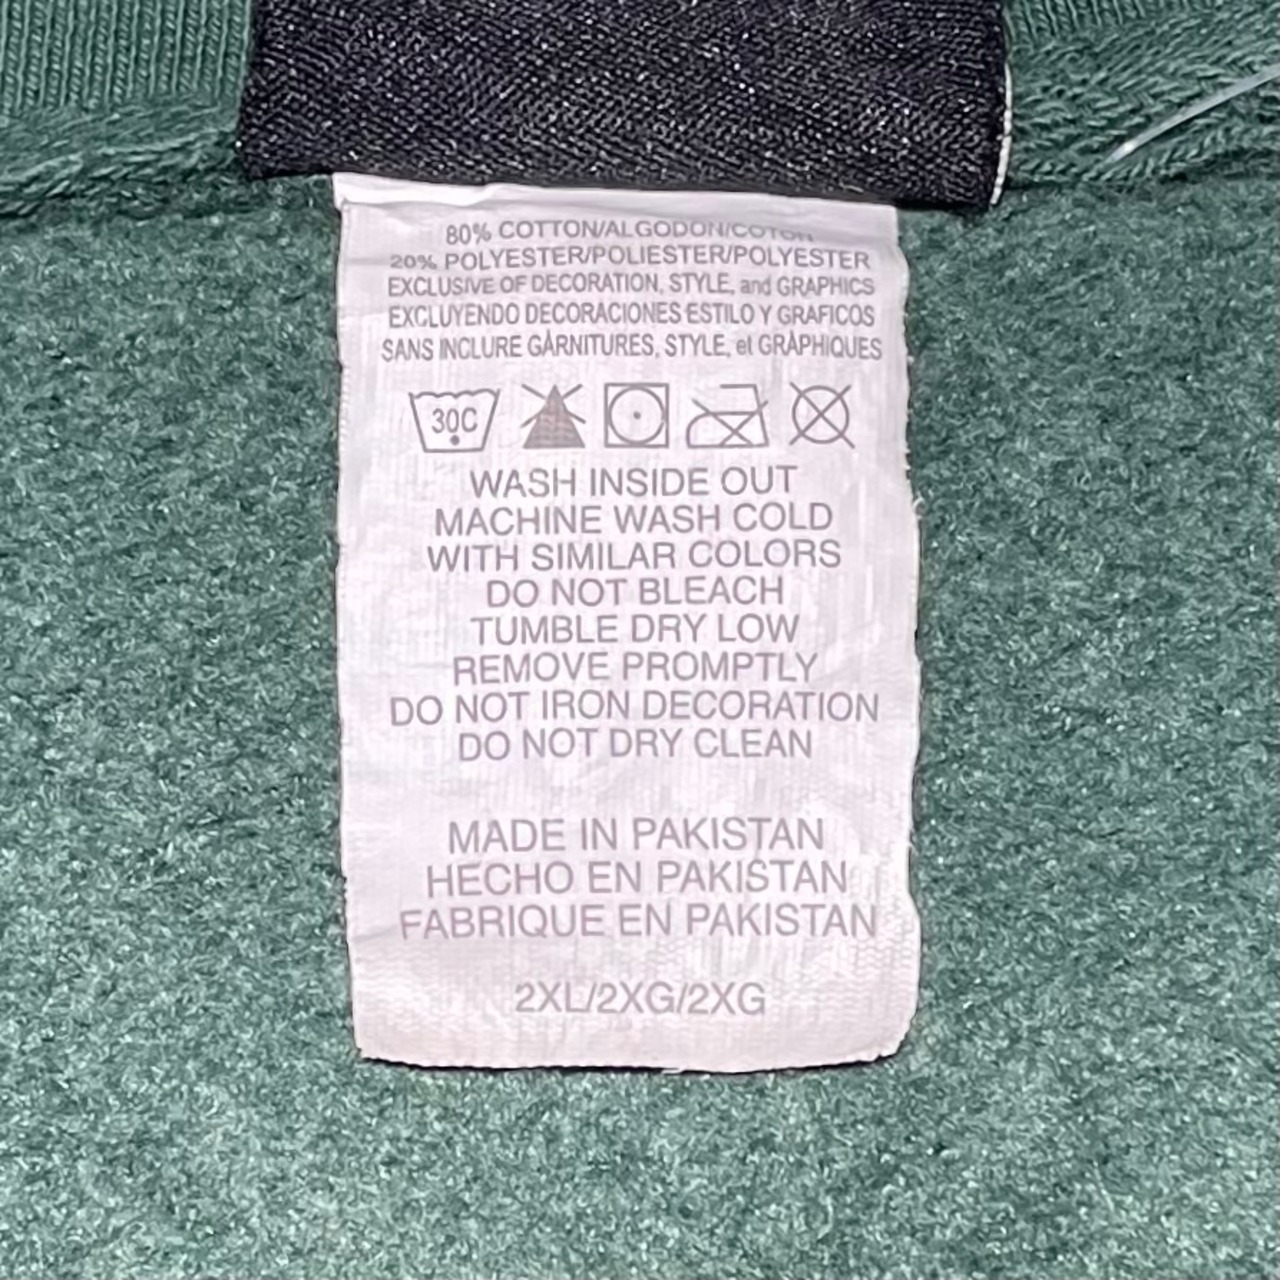 80% COTTON/ALGODON/COTON
20% POLYESTER/POLIESTER/POLYESTER
EXCLUSIVE OF DECORATION, STYLE, and GRAPHICS
EXCLUYENDO DECORACIONES ESTILO Y GRAFICOS
SANS INCLURE GÁRNITURES, STYLE, et GRÁPHIQUES
30C
WASH INSIDE OUT
MACHINE WASH COLD
WITH SIMILAR COLORS
DO NOT BLEACH
TUMBLE DRY LOW
REMOVE PROMPTLY
DO NOT IRON DECORATION
DO NOT DRY CLEAN
MADE IN PAKISTAN
HECHO EN PAKISTAN
FABRIQUE EN PAKISTAN
2XL/2XG/2XG